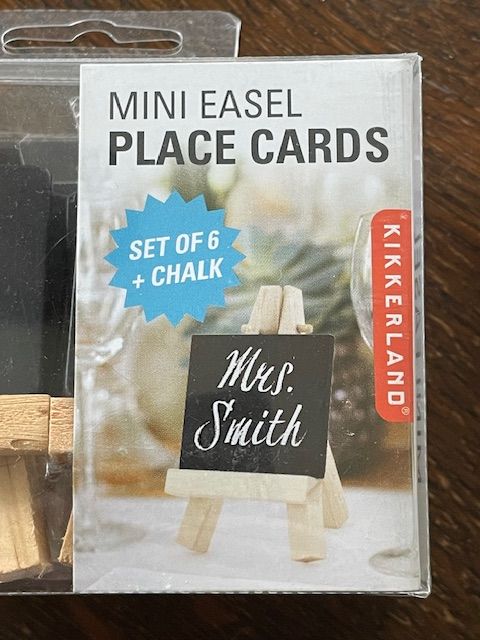 MINI EASEL
PLACE CARDS
SET OF 6
+ CHALK
KIKKERLAND®
Mrs.
Smith